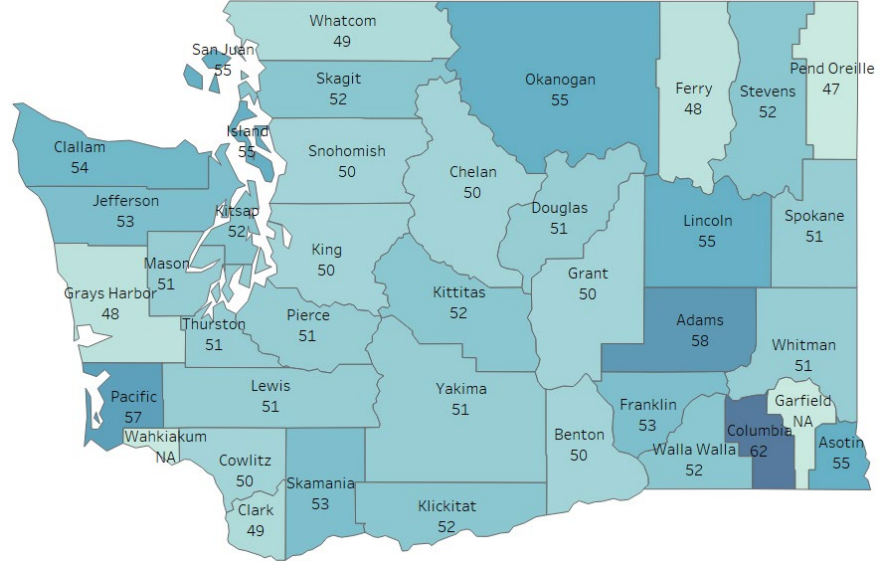 Whatcom
49
San Juan
55
Skagit
52
Okanogan
55
Ferry
48
Stevens
52
Pend Oreille
47
Clallam
54
Island
55
Snohomish
50
Chelan
50
Jefferson
53
Kitsap
52
Douglas
51
Lincoln
55
Spokane
51
King
50
Mason
51
Grays Harbor
48
Kittitas
52
Grant
50
Thurston
51
Pierce
51
Adams
58
Whitman
51
Pacific
57
Lewis
51
Yakima
51
Franklin
53
Garfield
NA
Wahkiakum
NA
Benton
50
Walla Walla
52
Columbia
62
Asotin
55
Cowlitz
50
Skamania
53
Klickitat
52
Clark
49